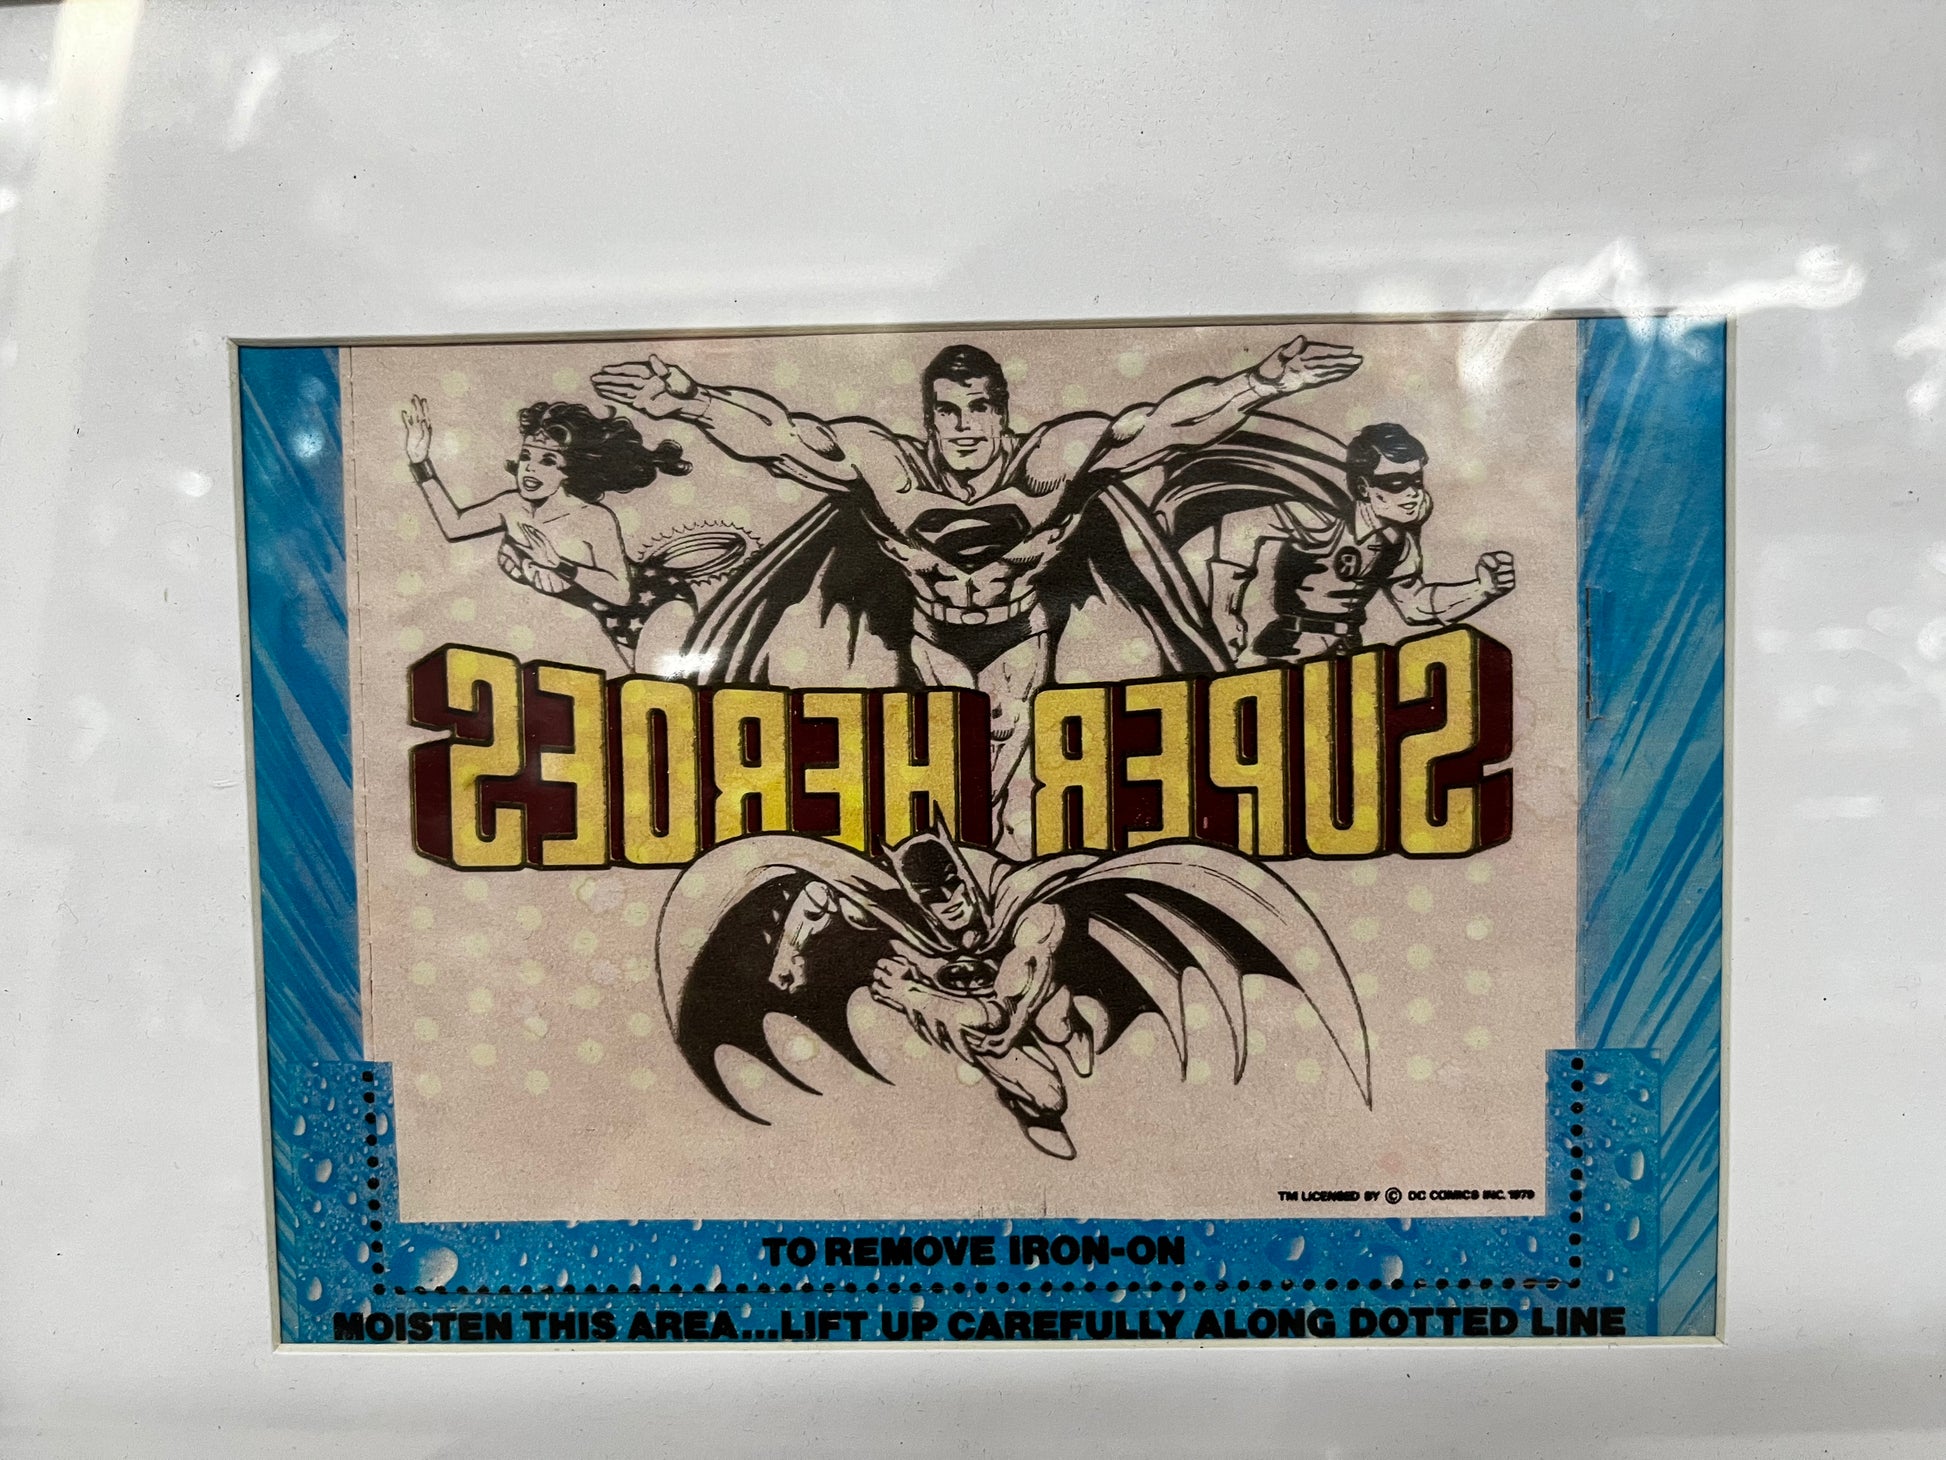 SUPER HEROES
TM LICENSED BY © DC COMICS INC. 1979
TO REMOVE IRON-ON
MOISTEN THIS AREA...LIFT UP CAREFULLY ALONG DOTTED LINE